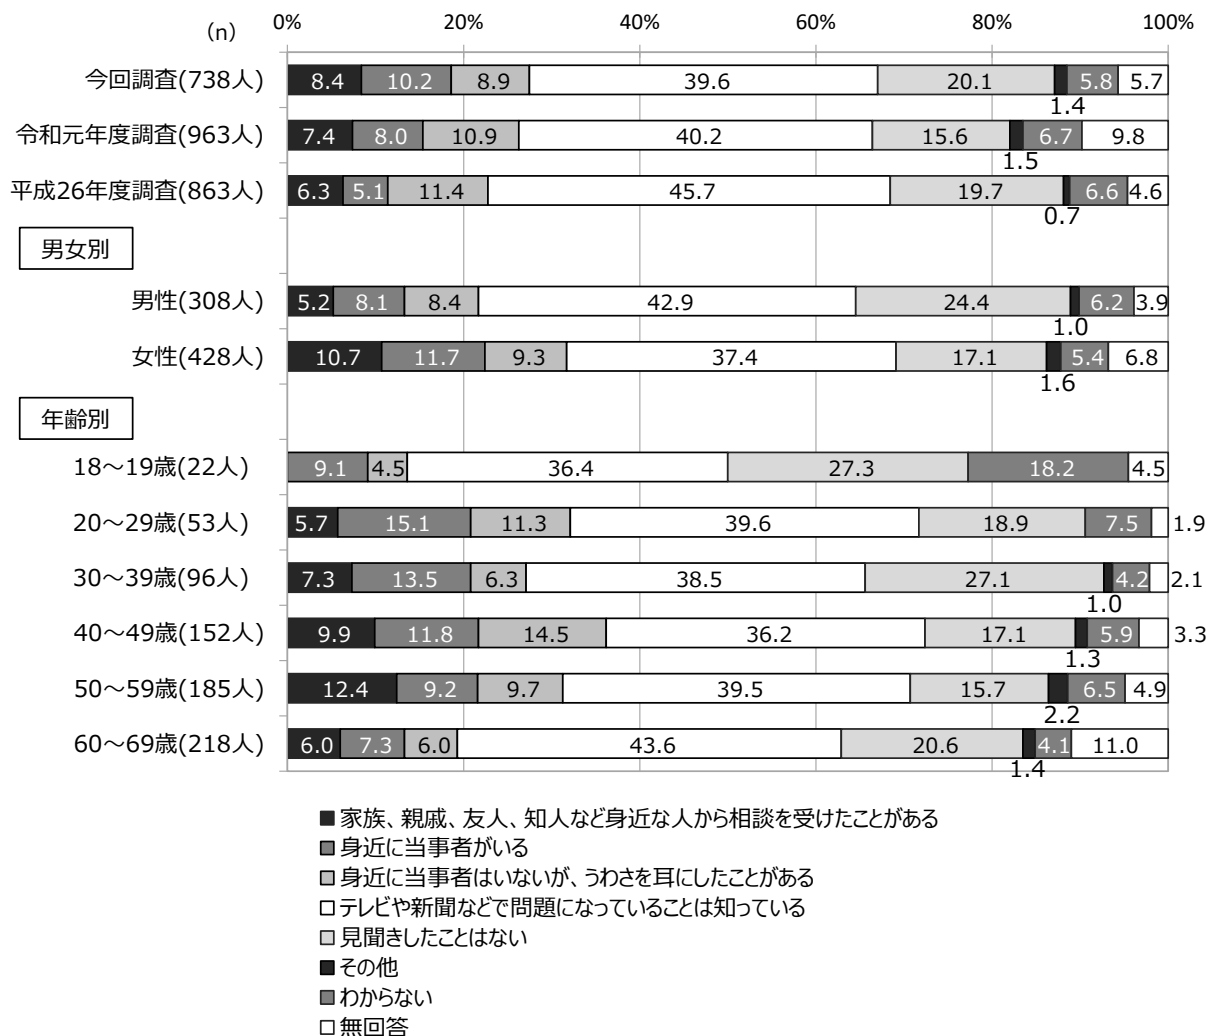 (n)
0% 20% 40% 60% 80% 100%
今回調査(738人) 8.4 10.2 8.9 39.6 20.1 1.4 5.8 5.7
令和元年度調査(963人) 7.4 8.0 10.9 40.2 15.6 1.5 6.7 9.8
平成26年度調査(863人) 6.3 5.1 11.4 45.7 19.7 0.7 6.6 4.6
男女別
男性(308人) 5.2 8.1 8.4 42.9 24.4 1.0 6.2 3.9
女性(428人) 10.7 11.7 9.3 37.4 17.1 1.6 5.4 6.8
年齢別
18～19歳(22人) 9.1 4.5 36.4 27.3 18.2 4.5
20～29歳(53人) 5.7 15.1 11.3 39.6 18.9 7.5 1.9
30～39歳(96人) 7.3 13.5 6.3 38.5 27.1 1.0 4.2 2.1
40～49歳(152人) 9.9 11.8 14.5 36.2 17.1 1.3 5.9 3.3
50～59歳(185人) 12.4 9.2 9.7 39.5 15.7 2.2 6.5 4.9
60～69歳(218人) 6.0 7.3 6.0 43.6 20.6 1.4 4.1 11.0
家族、親戚、友人、知人など身近な人から相談を受けたことがある
身近に当事者がいる
身近に当事者はいないが、うわさを耳にしたことがある
テレビや新聞などで問題になっていることは知っている
見聞きしたことはない
その他
わからない
無回答